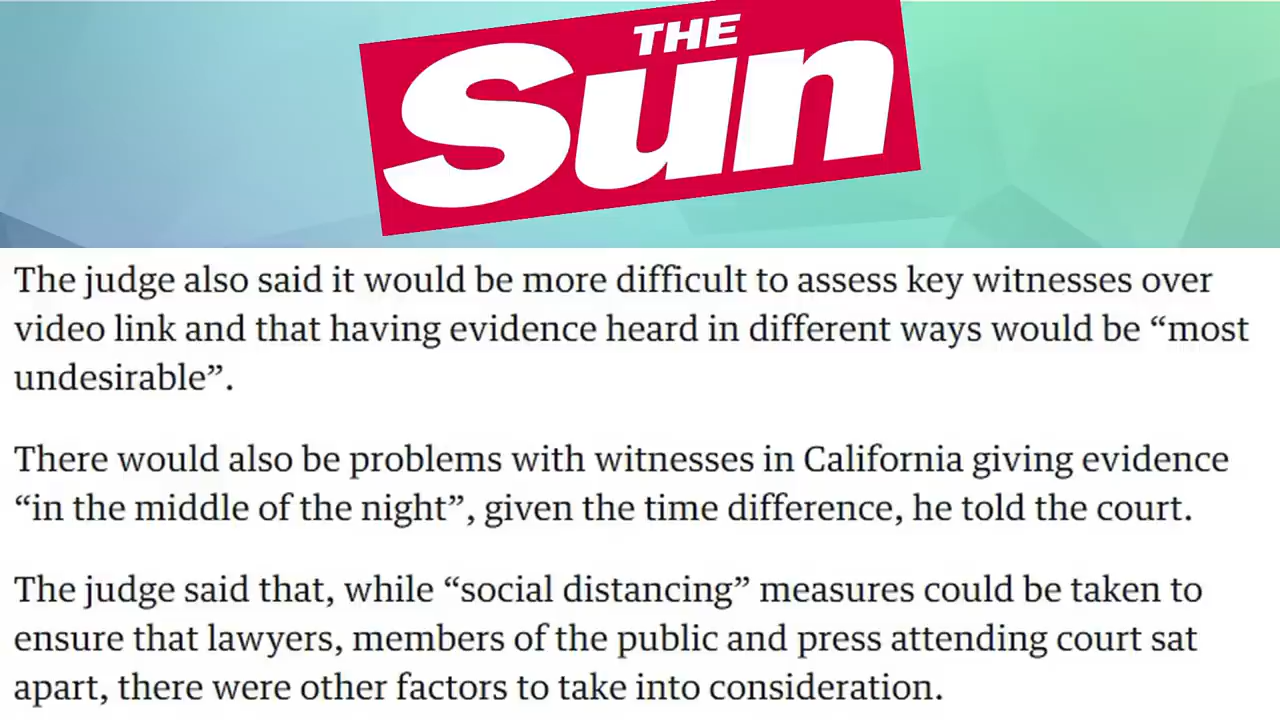 THE
Sun
The judge also said it would be more difficult to assess key witnesses over
video link and that having evidence heard in different ways would be “most
undesirable”.
There would also be problems with witnesses in California giving evidence
“in the middle of the night”, given the time difference, he told the court.
The judge said that, while “social distancing” measures could be taken to
ensure that lawyers, members of the public and press attending court sat
apart, there were other factors to take into consideration.